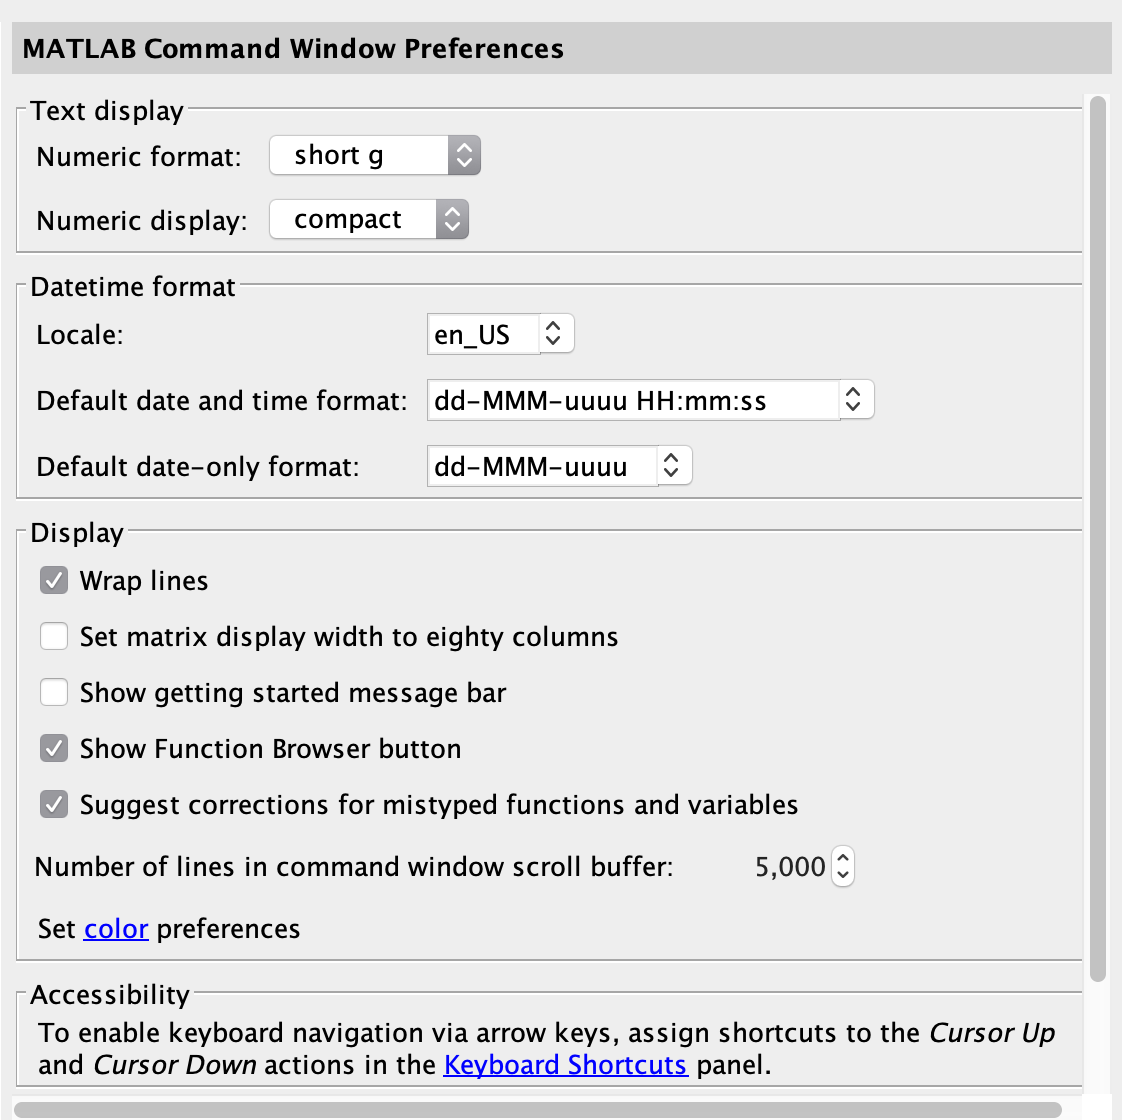 MATLAB Command Window Preferences
Text display
Numeric format: short g
Numeric display: compact
Datetime format
Locale: en_US
Default date and time format: dd-MMM-uuuu HH:mm:ss
Default date-only format: dd-MMM-uuuu
Display
Wrap lines
Set matrix display width to eighty columns
Show getting started message bar
Show Function Browser button
Suggest corrections for mistyped functions and variables
Number of lines in command window scroll buffer: 5,000
Set color preferences
Accessibility
To enable keyboard navigation via arrow keys, assign shortcuts to the Cursor Up
and Cursor Down actions in the Keyboard Shortcuts panel.